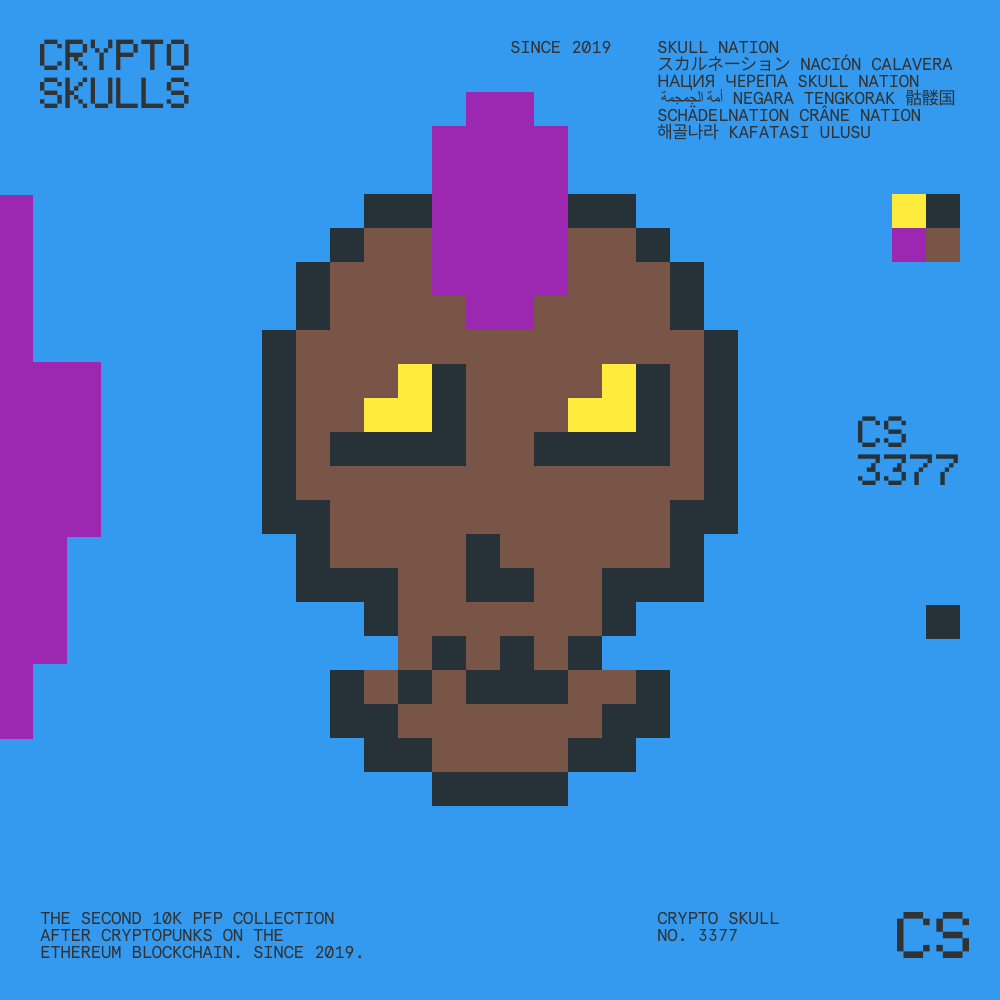 CRYPTO
SKULLS
SINCE 2019
SKULL NATION
スカルネーション NACIÓN CALAVERA
НАЦИЯ ЧЕРЕПА SKULL NATION
أمة الجمجمة NEGARA TENGKORAK 骷髅国
SCHÄDELNATION CRÂNE NATION
해골나라 KAFATASI ULUSU
CS
3377
THE SECOND 10K PFP COLLECTION
AFTER CRYPTOPUNKS ON THE
ETHEREUM BLOCKCHAIN. SINCE 2019.
CRYPTO SKULL
NO. 3377
CS